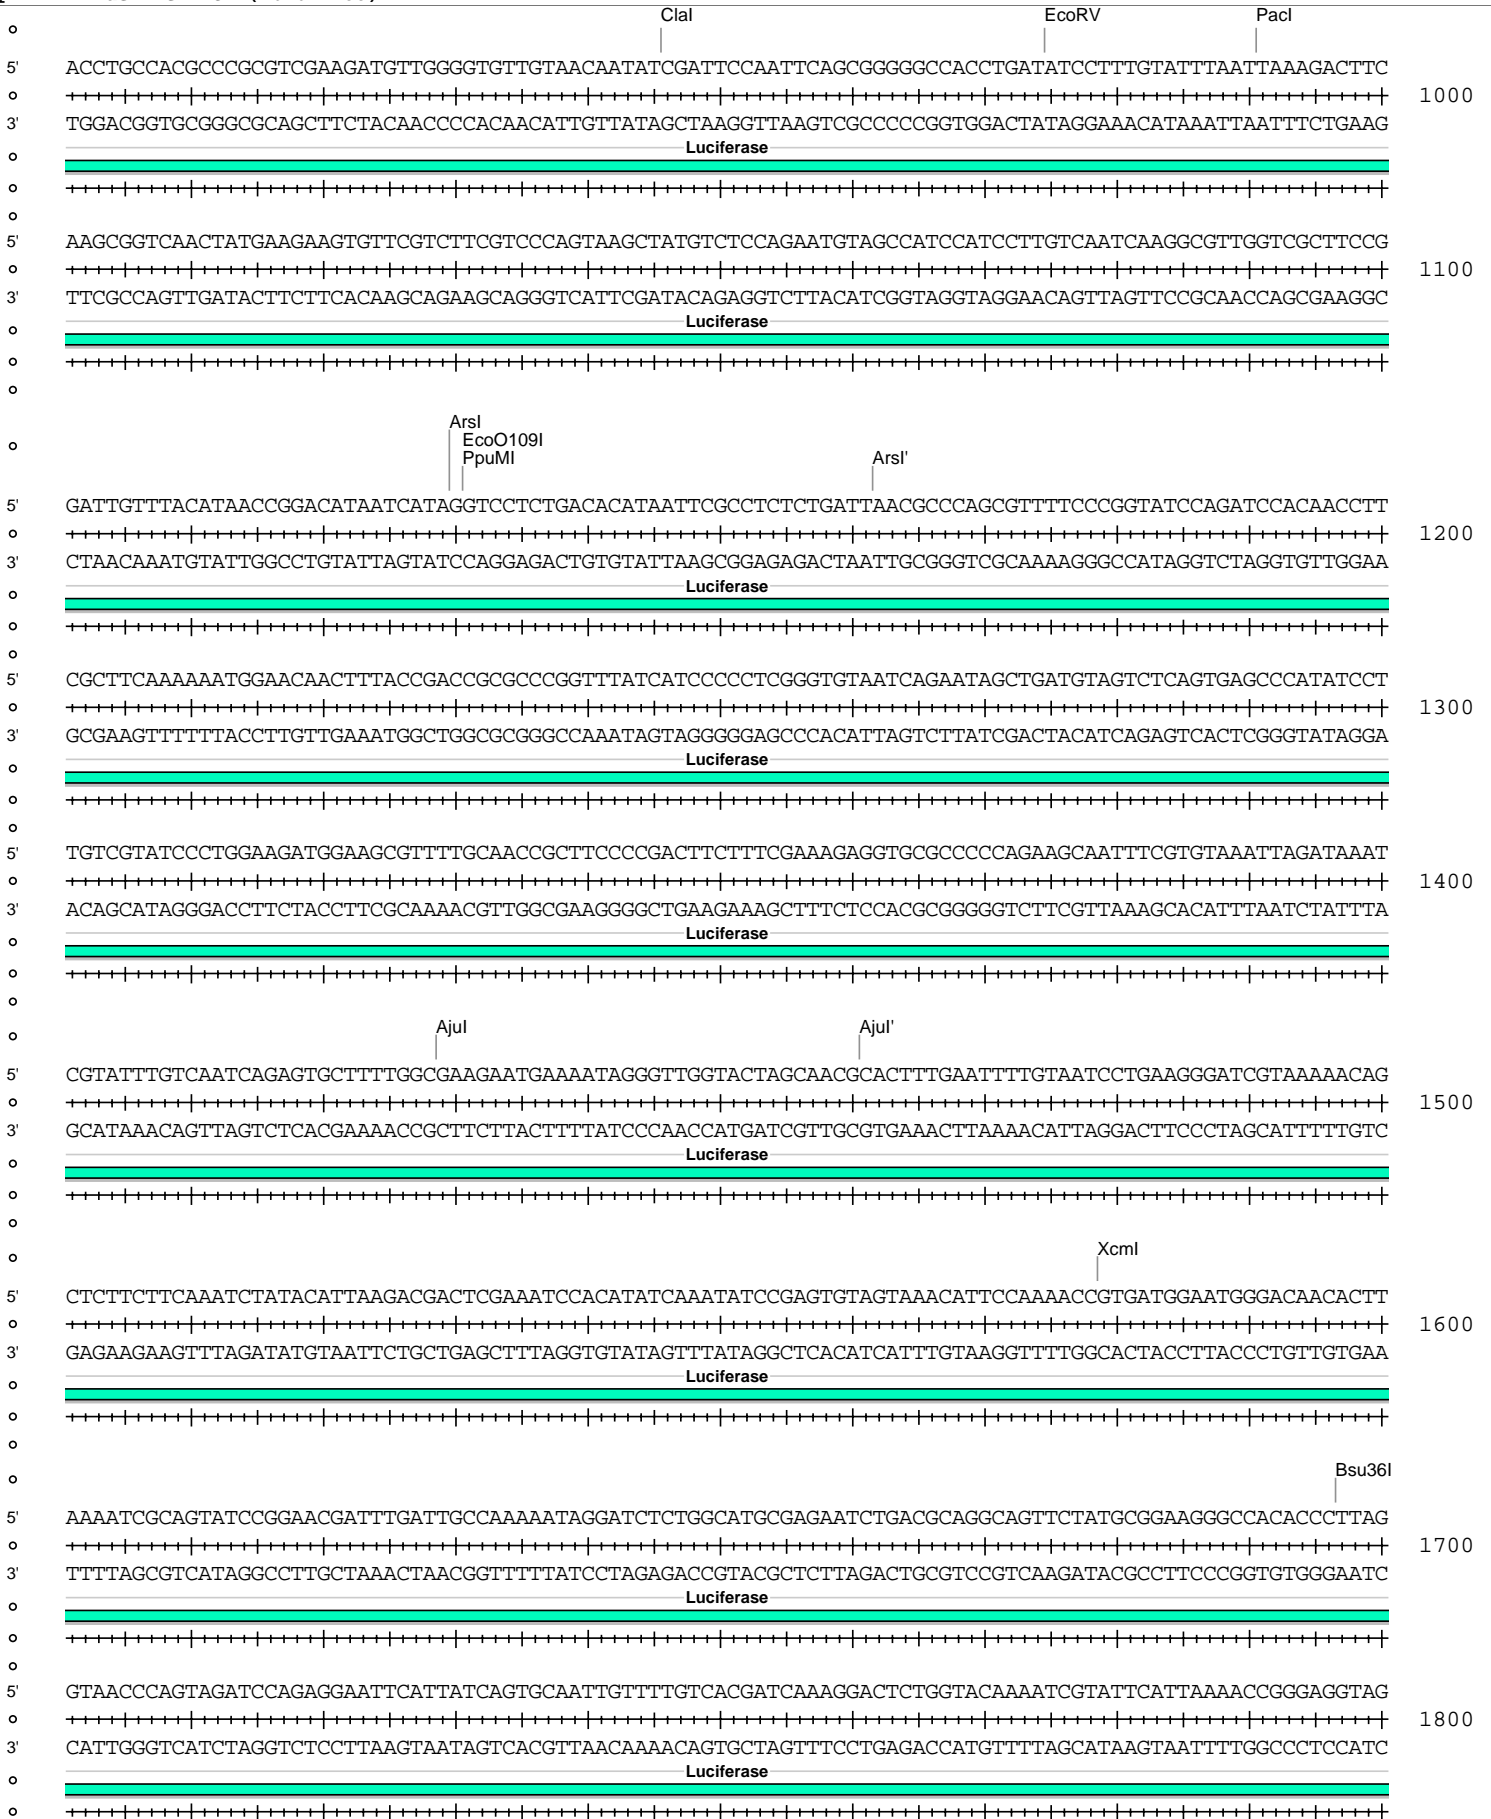 ClaI EcoRV PacI
5' ACCTGCCACGCCCGCGTCGAAGATGTTGGGGTGTTGTAACAATATCGATTCCAATTCAGCGGGGGCCACCTGATATCCTTTGTATTTAATTAAAGACTTC
1000
3' TGGACGGTGCGGGCGCAGCTTCTACAACCCCACAACATTGTTATAGCTAAGGTTAAGTCGCCCCCGGTGGACTATAGGAAACATAAATTAATTTCTGAAG
Luciferase
5' AAGCGGTCAACTATGAAGAAGTGTTCGTCTTCGTCCCAGTAAGCTATGTCTCCAGAATGTAGCCATCCATCCTTGTCAATCAAGGCGTTGGTCGCTTCCG
1100
3' TTCGCCAGTTGATACTTCTTCACAAGCAGAAGCAGGGTCATTCGATACAGAGGTCTTACATCGGTAGGTAGGAACAGTTAGTTCCGCAACCAGCGAAGGC
Luciferase
ArsI
EcoO109I
PpuMI ArsI'
5' GATTGTTTACATAACCGGACATAATCATAGGTCCTCTGACACATAATTCGCCTCTCTGATTAACGCCCAGCGTTTTCCCGGTATCCAGATCCACAACCTT
1200
3' CTAACAAATGTATTGGCCTGTATTAGTATCCAGGAGACTGTGTATTAAGCGGAGAGACTAATTGCGGGTCGCAAAAGGGCCATAGGTCTAGGTGTTGGAA
Luciferase
5' CGCTTCAAAAAATGGAACAACTTTACCGACCGCGCCCGGTTTATCATCCCCCTCGGGTGTAATCAGAATAGCTGATGTAGTCTCAGTGAGCCCATATCCT
1300
3' GCGAAGTTTTTTACCTTGTTGAAATGGCTGGCGCGGGCCAAATAGTAGGGGGAGCCCACATTAGTCTTATCGACTACATCAGAGTCACTCGGGTATAGGA
Luciferase
5' TGTCGTATCCCTGGAAGATGGAAGCGTTTTGCAACCGCTTCCCCGACTTCTTTCGAAAGAGGTGCGCCCCCAGAAGCAATTTCGTGTAAATTAGATAAAT
1400
3' ACAGCATAGGGACCTTCTACCTTCGCAAAACGTTGGCGAAGGGGCTGAAGAAAGCTTTCTCCACGCGGGGGTCTTCGTTAAAGCACATTTAATCTATTTA
Luciferase
AjuI AjuI'
5' CGTATTTGTCAATCAGAGTGCTTTTGGCGAAGAATGAAAATAGGGTTGGTACTAGCAACGCACTTTGAATTTTGTAATCCTGAAGGGATCGTAAAAACAG
1500
3' GCATAAACAGTTAGTCTCACGAAAACCGCTTCTTACTTTTATCCCAACCATGATCGTTGCGTGAAACTTAAAACATTAGGACTTCCCTAGCATTTTTGTC
Luciferase
XcmI
5' CTCTTCTTCAAATCTATACATTAAGACGACTCGAAATCCACATATCAAATATCCGAGTGTAGTAAACATTCCAAAACCGTGATGGAATGGGACAACACTT
1600
3' GAGAAGAAGTTTAGATATGTAATTCTGCTGAGCTTTAGGTGTATAGTTTATAGGCTCACATCATTTGTAAGGTTTTGGCACTACCTTACCCTGTTGTGAA
Luciferase
Bsu36I
5' AAAATCGCAGTATCCGGAACGATTTGATTGCCAAAAATAGGATCTCTGGCATGCGAGAATCTGACGCAGGCAGTTCTATGCGGAAGGGCCACACCCTTAG
1700
3' TTTTAGCGTCATAGGCCTTGCTAAACTAACGGTTTTTATCCTAGAGACCGTACGCTCTTAGACTGCGTCCGTCAAGATACGCCTTCCCGGTGTGGGAATC
Luciferase
5' GTAACCCAGTAGATCCAGAGGAATTCATTATCAGTGCAATTGTTTTGTCACGATCAAAGGACTCTGGTACAAAATCGTATTCATTAAAACCGGGAGGTAG
1800
3' CATTGGGTCATCTAGGTCTCCTTAAGTAATAGTCACGTTAACAAAACAGTGCTAGTTTCCTGAGACCATGTTTTAGCATAAGTAATTTTGGCCCTCCATC
Luciferase